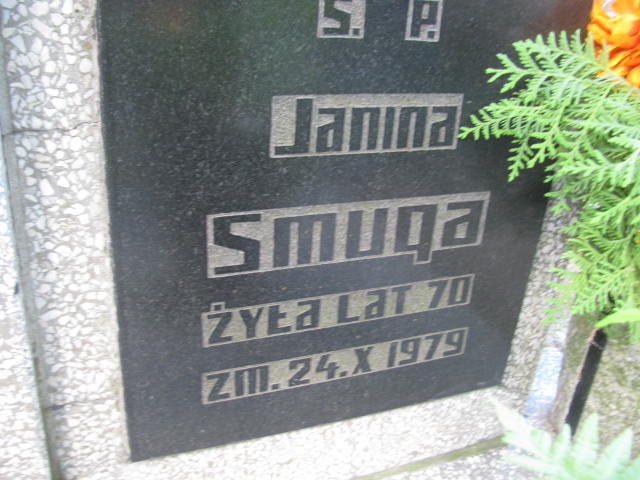 Ś. P.
Janina
Smuga
ŻYŁa LaT 70
ZM. 24.X 1979